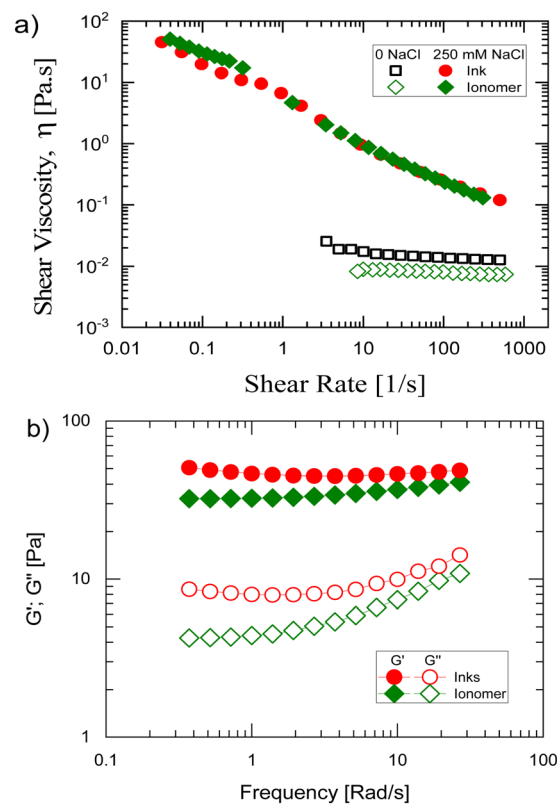 a)
Shear Viscosity, η [Pa.s]
10²
10¹
10⁰
10⁻¹
10⁻²
10⁻³
0 NaCl 250 mM NaCl
Ink
Ionomer
0.01 0.1 1 10 100 1000
Shear Rate [1/s]
b)
G'; G" [Pa]
100
10
1
G' G"
Inks
Ionomer
0.1 1 10 100
Frequency [Rad/s]